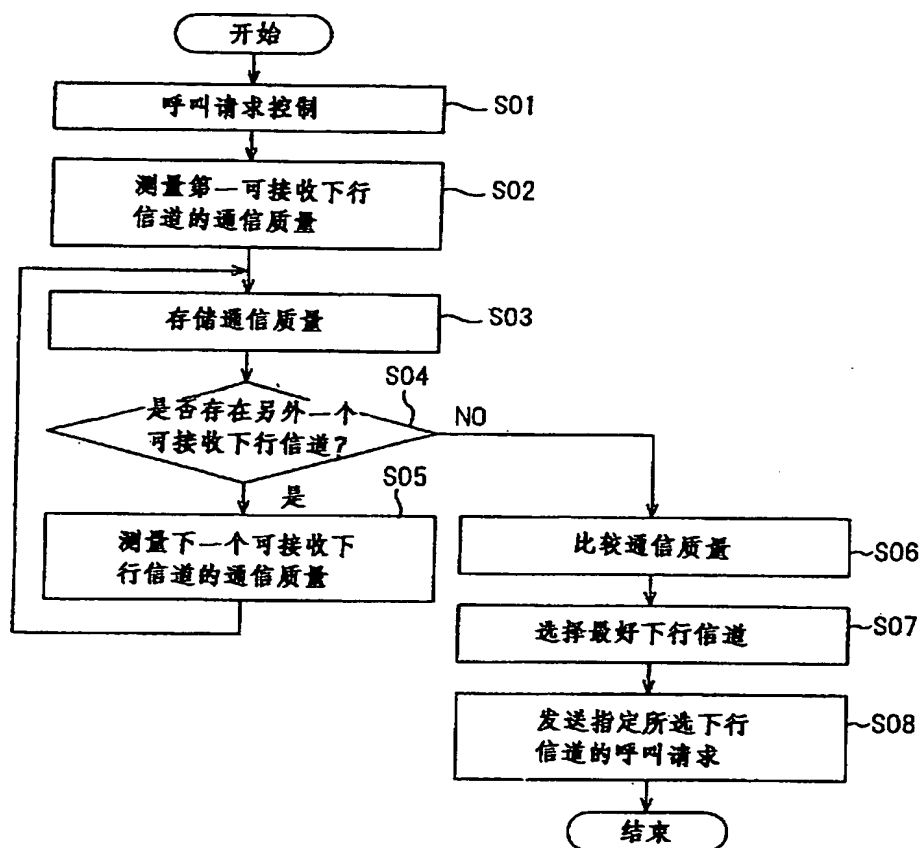 开始
呼叫请求控制
S01
测量第一可接收下行
信道的通信质量
S02
存储通信质量
S03
S04
是否存在另外一个
可接收下行信道?
NO
是
S05
测量下一个可接收下
行信道的通信质量
比较通信质量
S06
选择最好下行信道
S07
发送指定所选下行
信道的呼叫请求
S08
结束